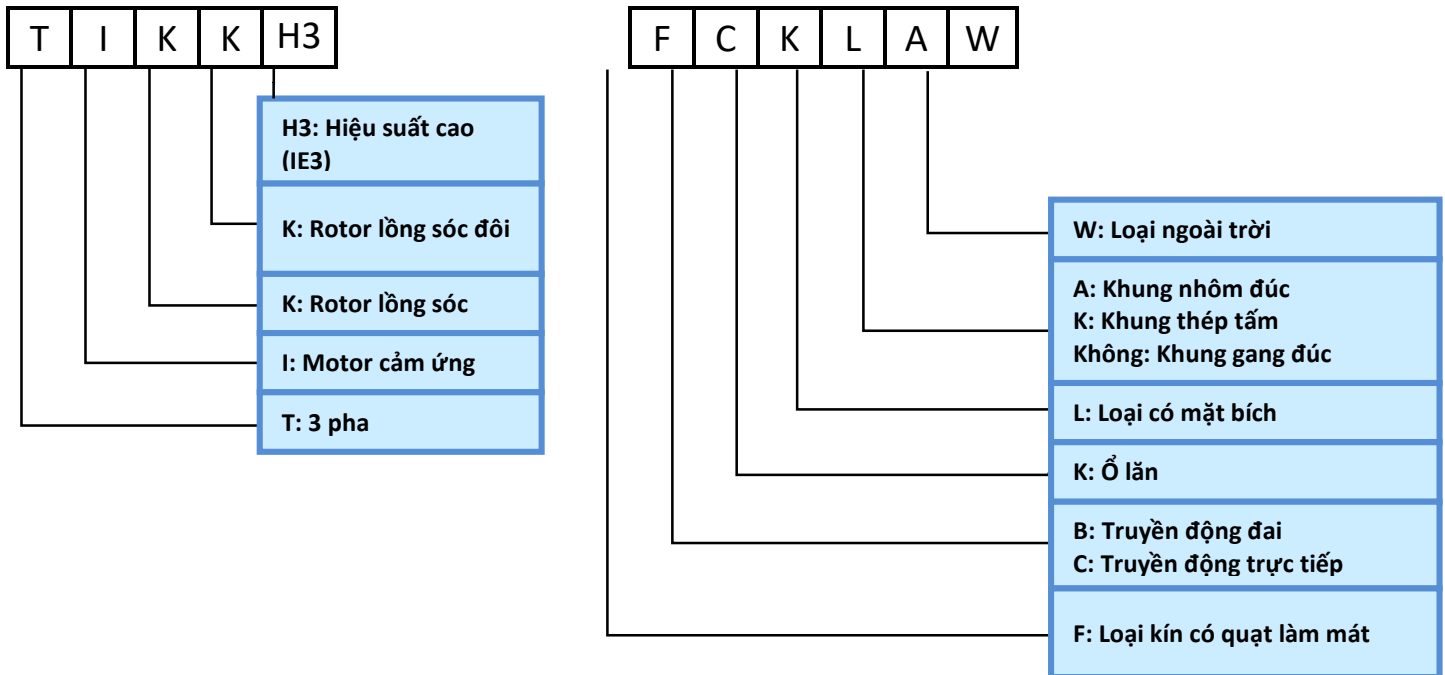 T I K K H3
F C K L A W
H3: Hiệu suất cao
(IE3)
K: Rotor lồng sóc đôi
K: Rotor lồng sóc
I: Motor cảm ứng
T: 3 pha
W: Loại ngoài trời
A: Khung nhôm đúc
K: Khung thép tấm
Không: Khung gang đúc
L: Loại có mặt bích
K: Ổ lăn
B: Truyền động đai
C: Truyền động trực tiếp
F: Loại kín có quạt làm mát